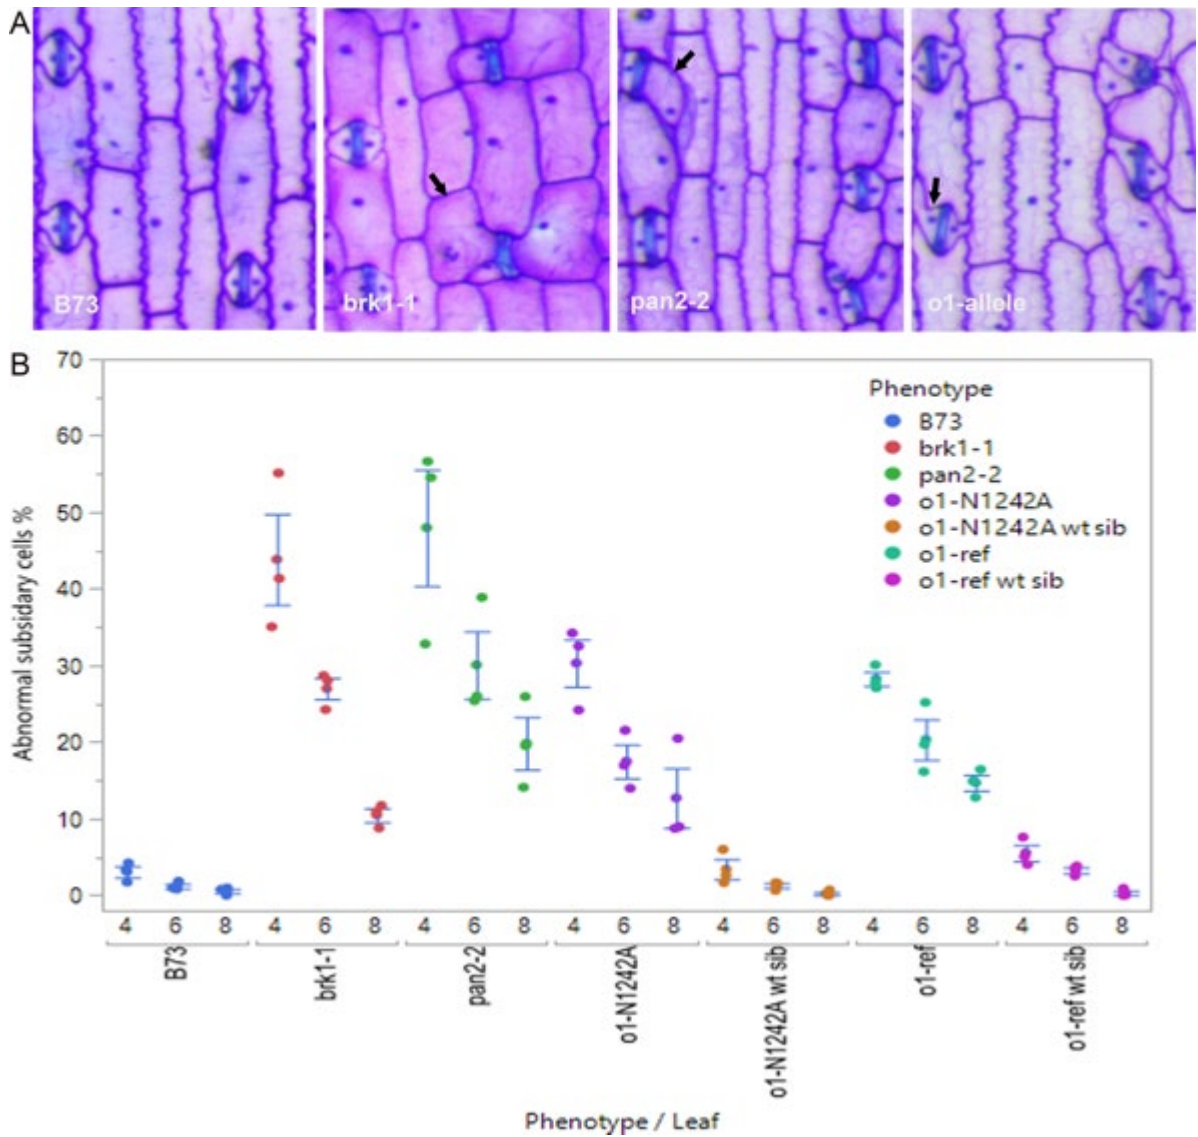 A
B73
brk1-1
pan2-2
o1-allele
B
70
60
50
40
30
20
10
0
Abnormal subsidary cells %
Phenotype
B73
brk1-1
pan2-2
o1-N1242A
o1-N1242A wt sib
o1-ref
o1-ref wt sib
4 6 8 4 6 8 4 6 8 4 6 8 4 6 8 4 6 8 4 6 8
B73
brk1-1
pan2-2
o1-N1242A
o1-N1242A wt sib
o1-ref
o1-ref wt sib
Phenotype / Leaf